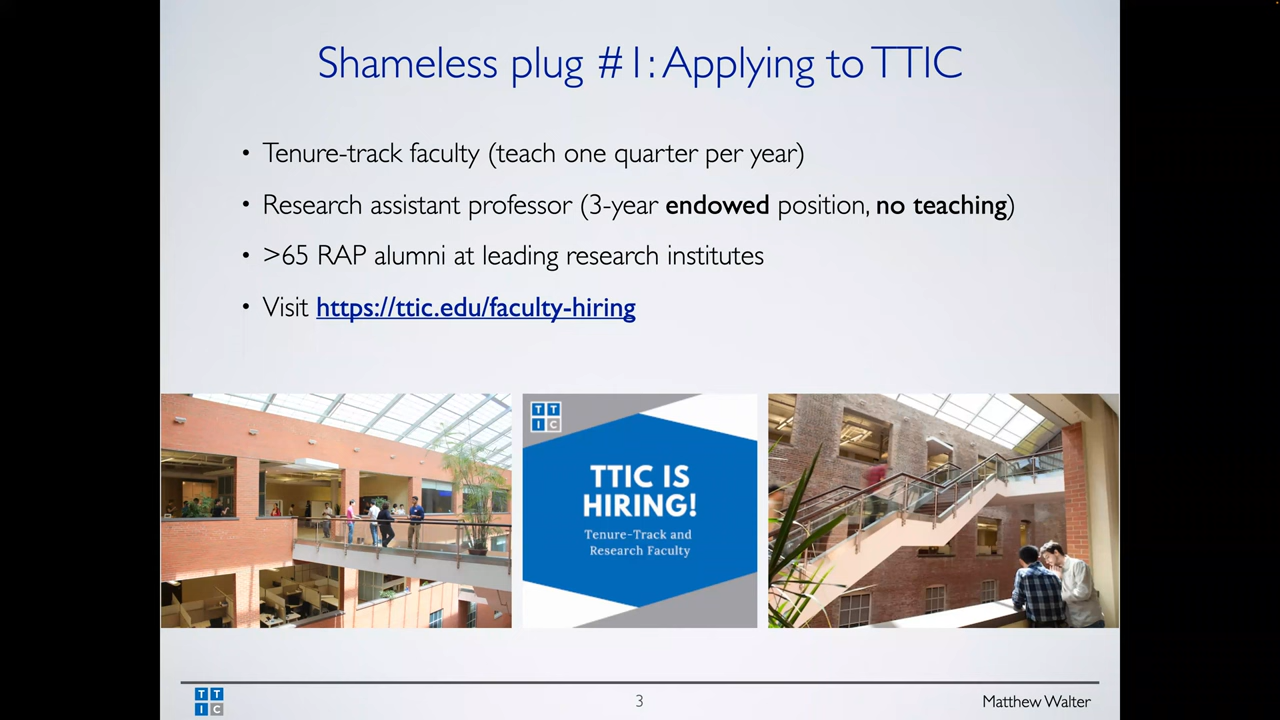 Shameless plug #1: Applying to TTIC
• Tenure-track faculty (teach one quarter per year)
• Research assistant professor (3-year endowed position, no teaching)
• >65 RAP alumni at leading research institutes
• Visit https://ttic.edu/faculty-hiring
T T
I C
TTIC IS
HIRING!
Tenure-Track and
Research Faculty
T T
I C
3
Matthew Walter